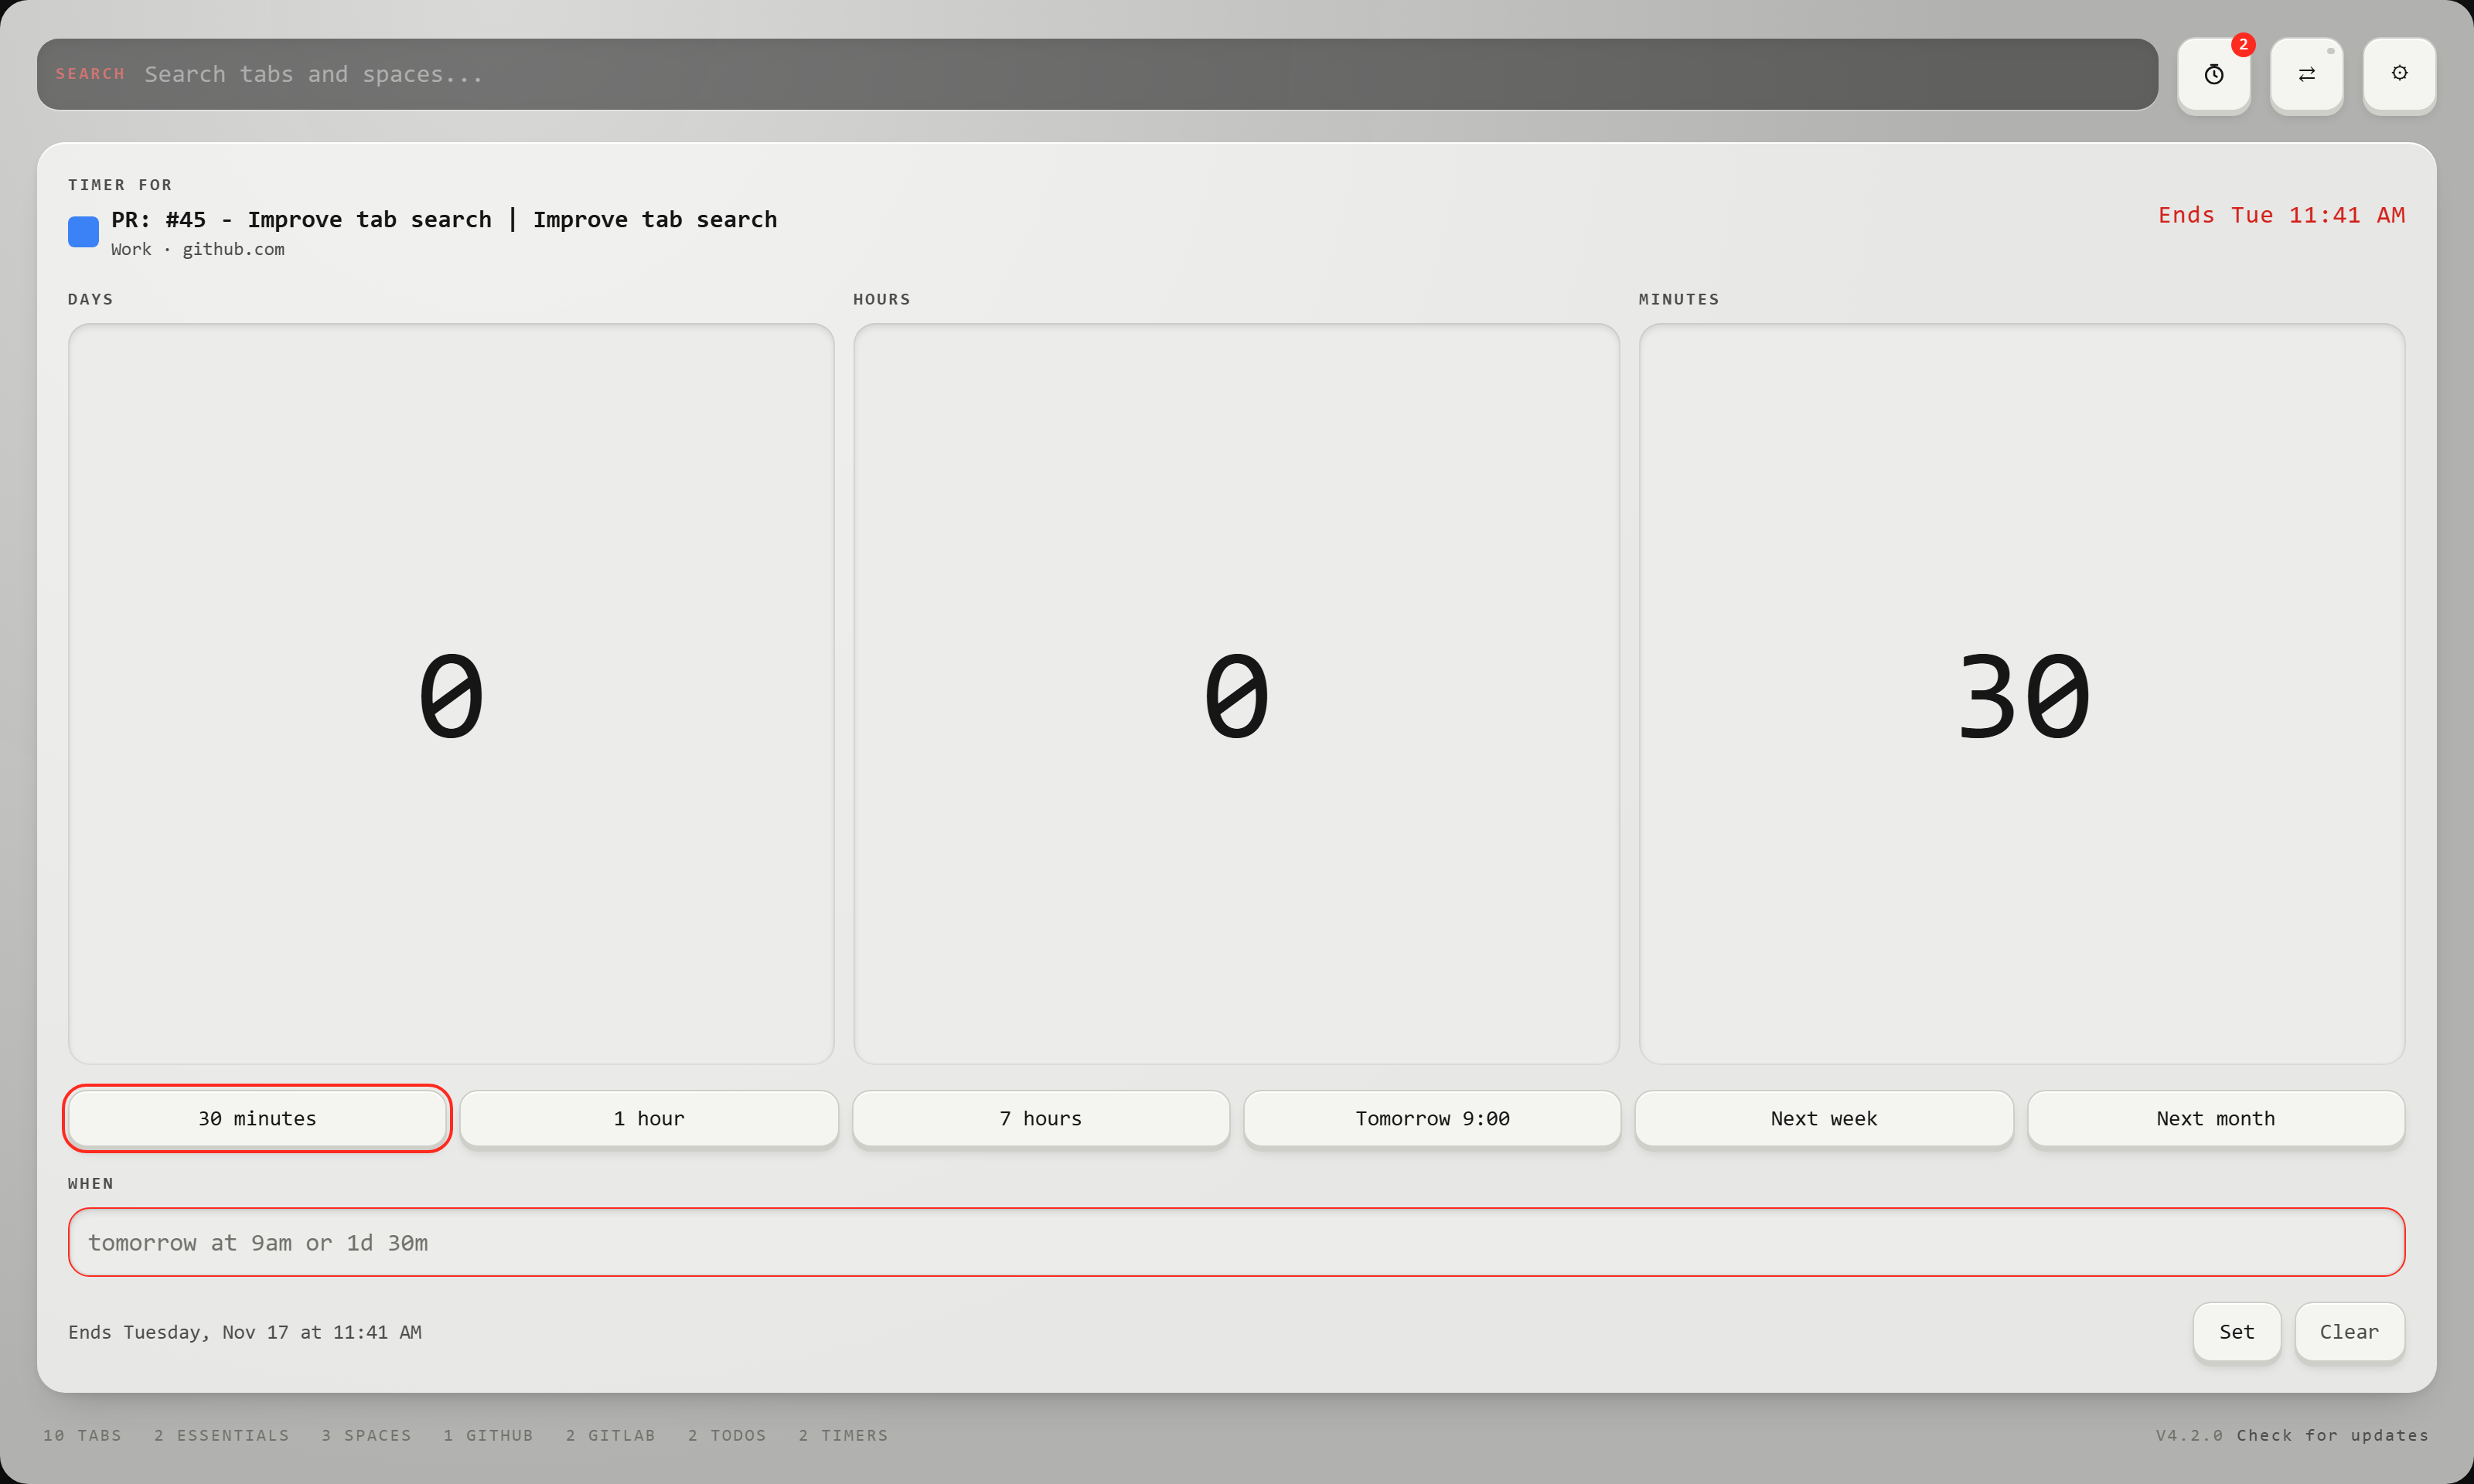 SEARCH Search tabs and spaces...
2
TIMER FOR
PR: #45 - Improve tab search | Improve tab search
Work · github.com
Ends Tue 11:41 AM
DAYS HOURS MINUTES
0 0 30
30 minutes 1 hour 7 hours Tomorrow 9:00 Next week Next month
WHEN
tomorrow at 9am or 1d 30m
Ends Tuesday, Nov 17 at 11:41 AM
Set Clear
10 TABS 2 ESSENTIALS 3 SPACES 1 GITHUB 2 GITLAB 2 TODOS 2 TIMERS
V4.2.0 Check for updates